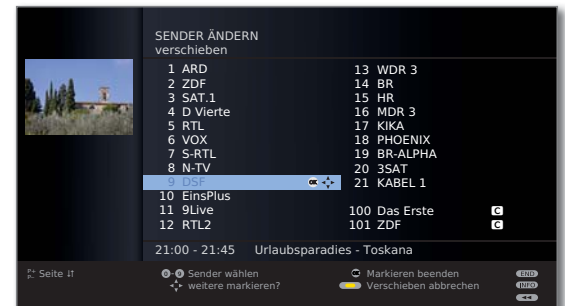 SENDER ÄNDERN
verschieben
1 ARD
2 ZDF
3 SAT.1
4 D Vierte
5 RTL
6 VOX
7 S-RTL
8 N-TV
9 DSF OK
10 EinsPlus
11 9Live
12 RTL2
13 WDR 3
14 BR
15 HR
16 MDR 3
17 KIKA
18 PHOENIX
19 BR-ALPHA
20 3SAT
21 KABEL 1
100 Das Erste C
101 ZDF C
21:00 - 21:45 Urlaubsparadies - Toskana
P+
P- Seite ↓↑
0-9 Sender wählen
weitere markieren?
Markieren beenden
Verschieben abbrechen
END
INFO